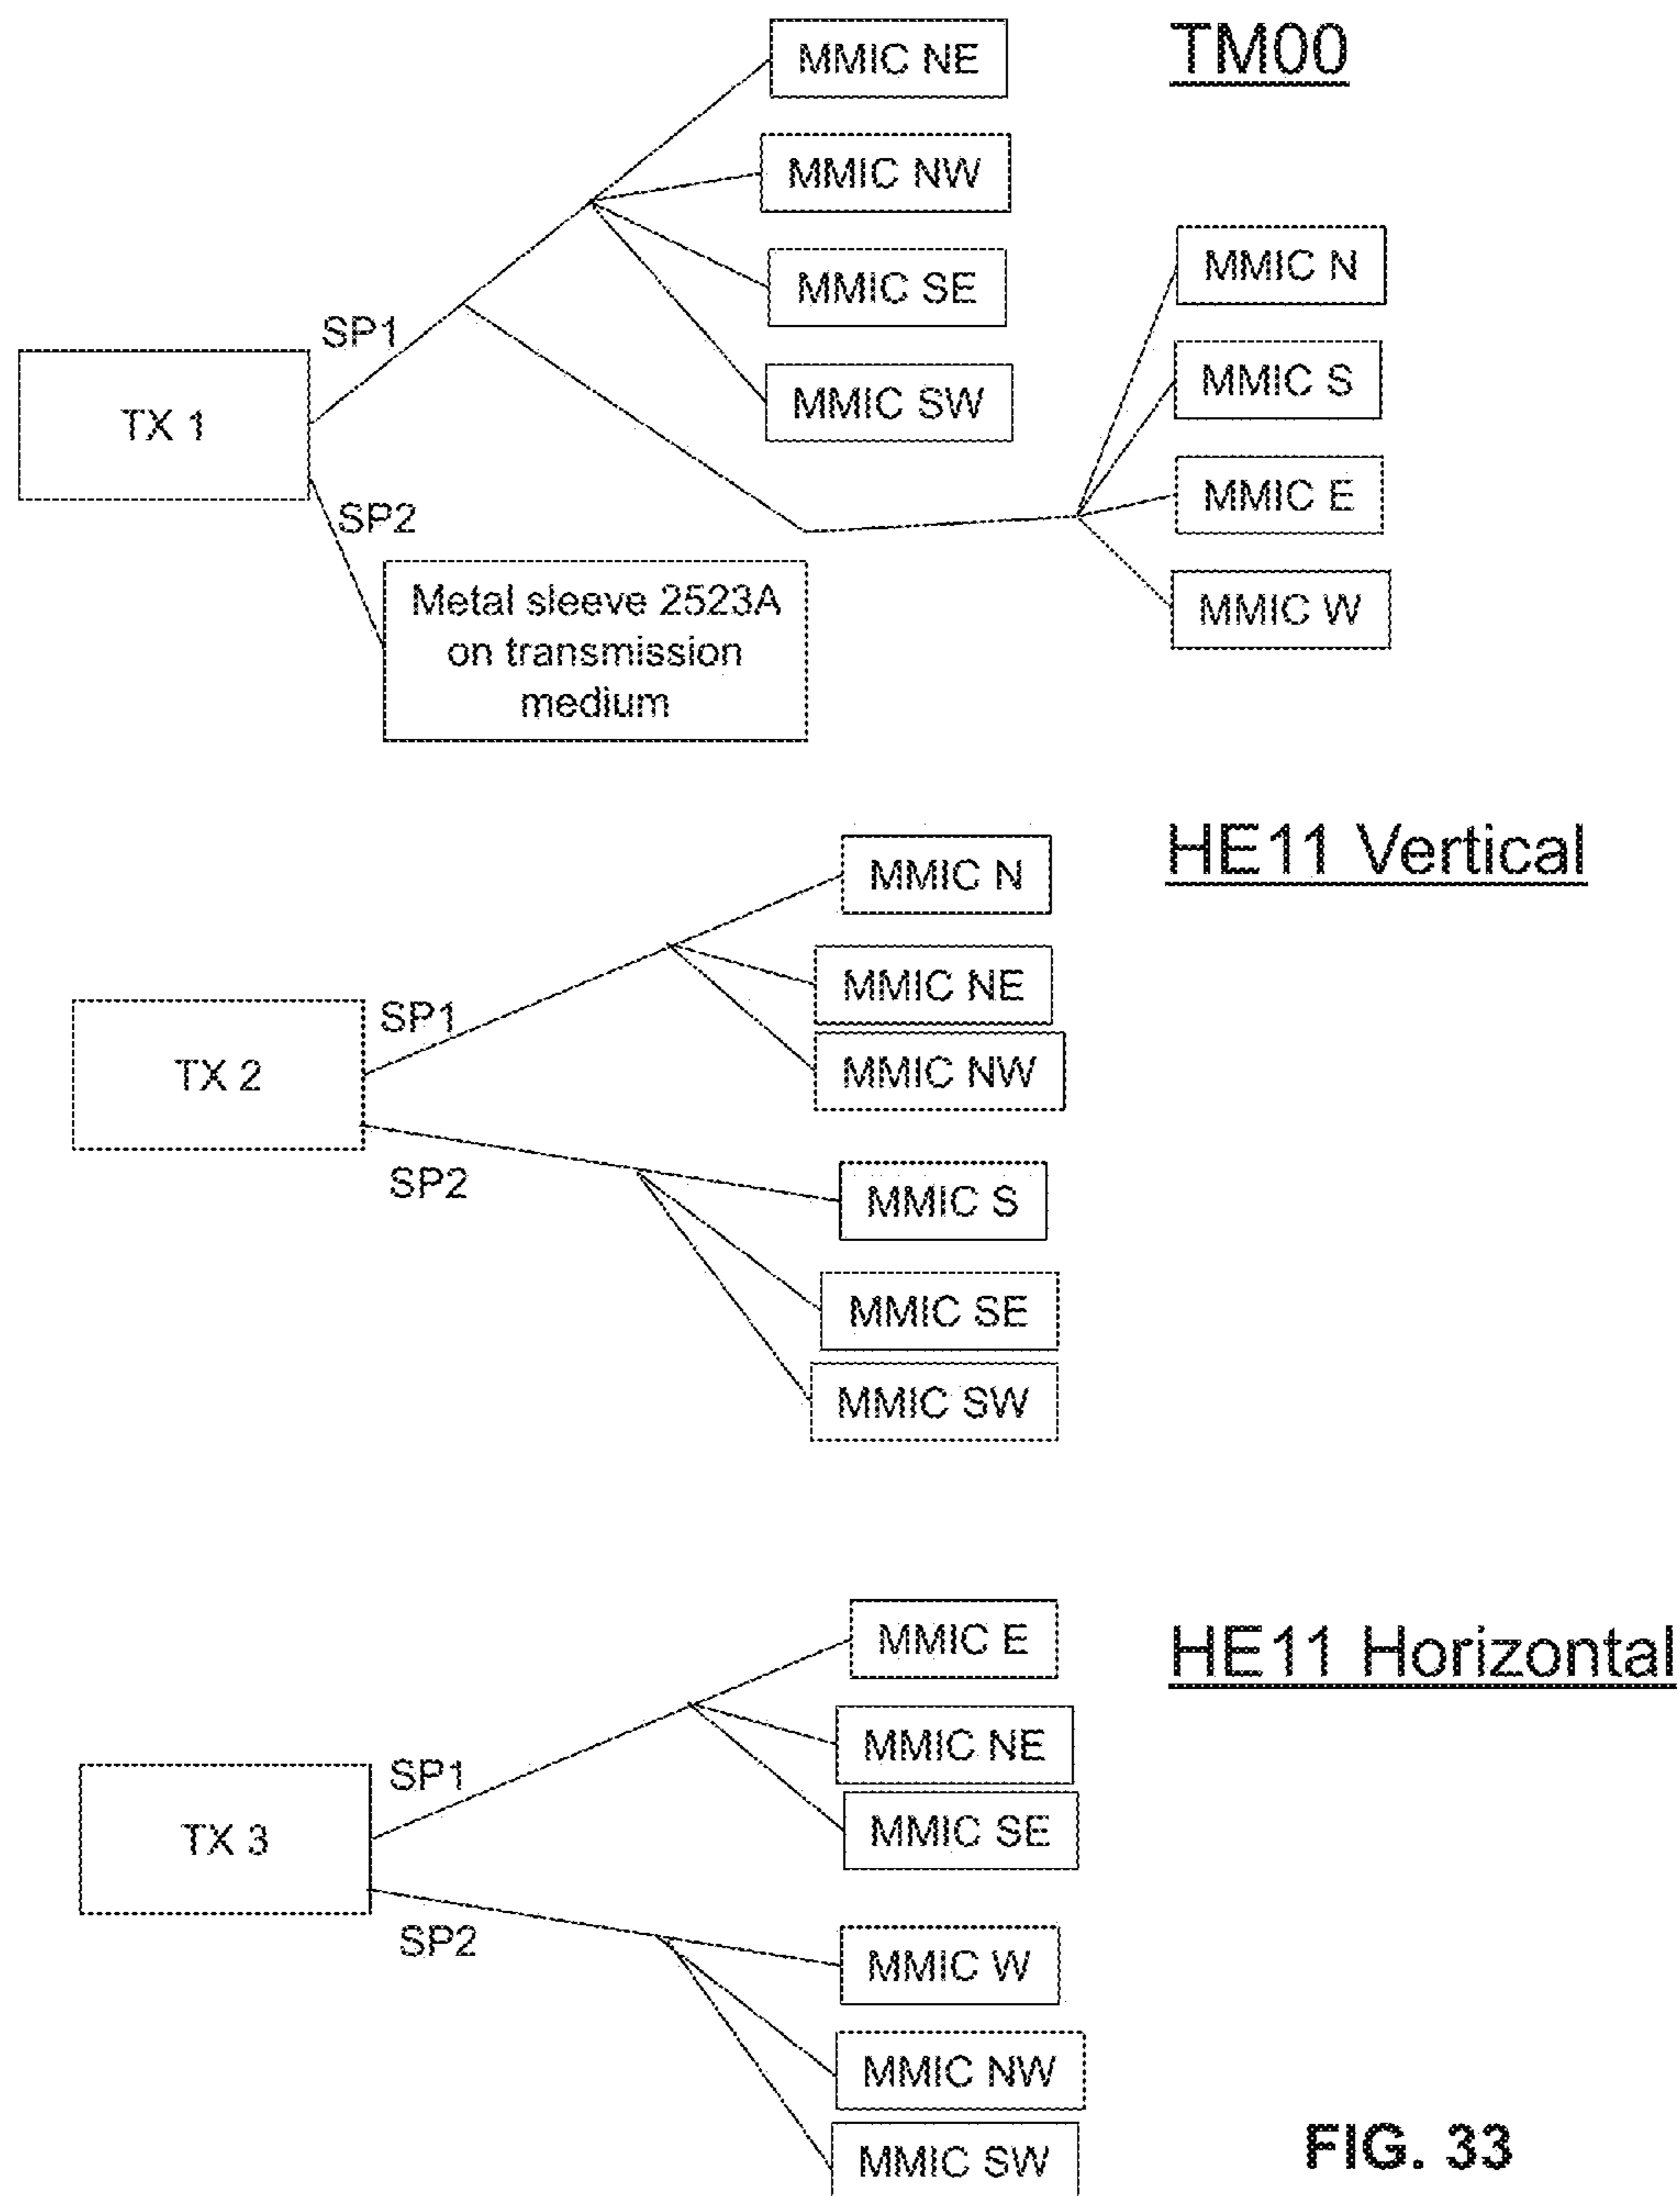 TM00
MMIC NE
MMIC NW
MMIC SE
MMIC SW
MMIC N
MMIC S
MMIC E
MMIC W
SP1
TX 1
SP2
Metal sleeve 2523A
on transmission
medium
HE11 Vertical
MMIC N
MMIC NE
MMIC NW
SP1
TX 2
SP2
MMIC S
MMIC SE
MMIC SW
HE11 Horizontal
MMIC E
MMIC NE
MMIC SE
SP1
TX 3
SP2
MMIC W
MMIC NW
MMIC SW
FIG. 33